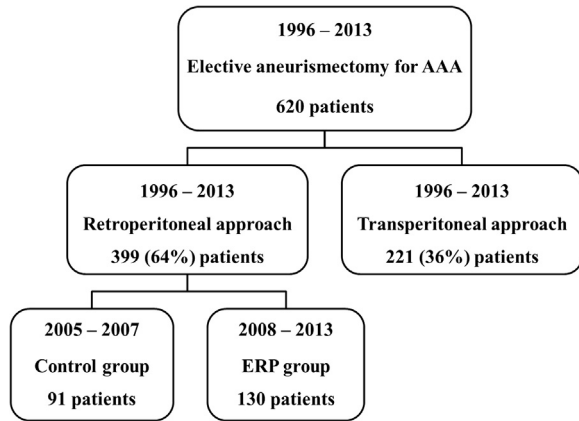 1996 – 2013
Elective aneurismectomy for AAA
620 patients
1996 – 2013
Retroperitoneal approach
399 (64%) patients
1996 – 2013
Transperitoneal approach
221 (36%) patients
2005 – 2007
Control group
91 patients
2008 – 2013
ERP group
130 patients